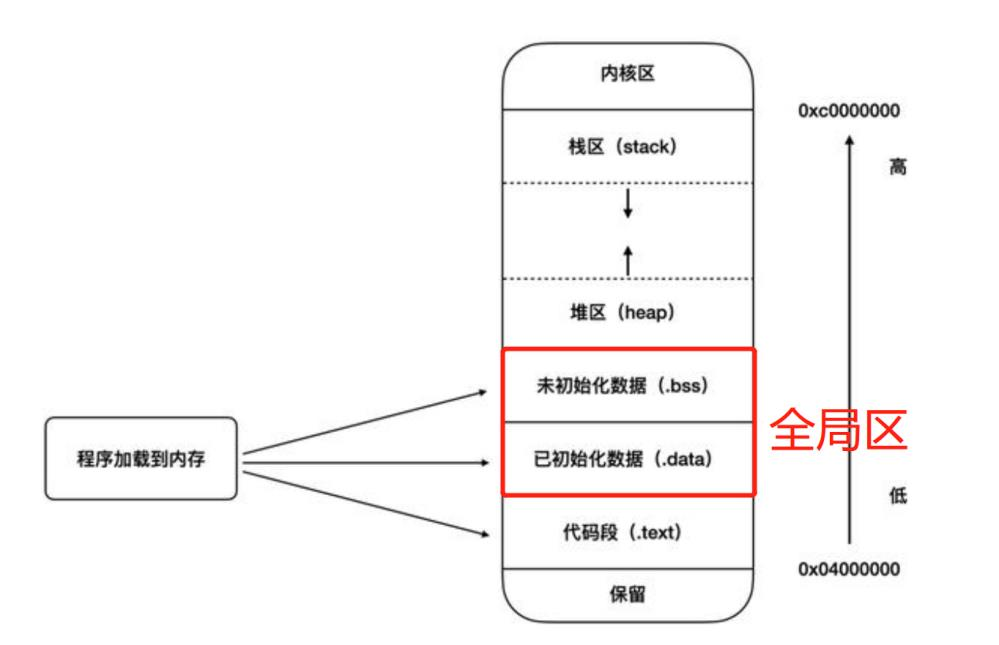 内核区
0xc0000000
栈区（stack）
高
堆区（heap）
未初始化数据（.bss）
全局区
程序加载到内存
已初始化数据（.data）
低
代码段（.text）
0x04000000
保留